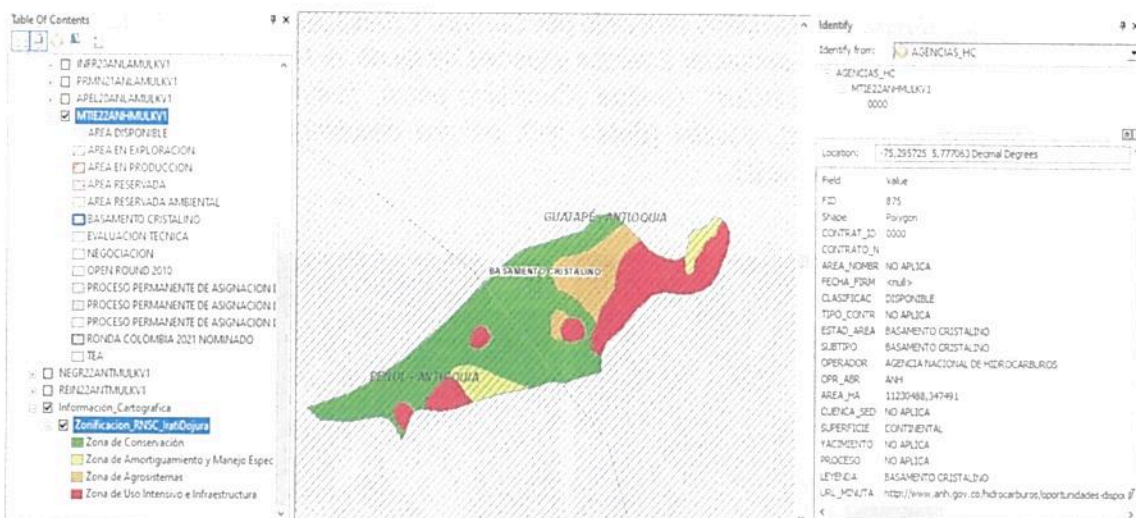 Table Of Contents
INFR20ANLAMULKV1
PRMN21ANLAMULKV1
APEL20ANLAMULKV1
MTIE22ANHMULKV1
AREA DISPONIBLE
AREA EN EXPLORACION
AREA EN PRODUCCION
AREA RESERVADA
AREA RESERVADA AMBIENTAL
BASAMENTO CRISTALINO
EVALUACION TECNICA
NEGOCIACION
OPEN ROUND 2010
PROCESO PERMANENTE DE ASIGNACION I
PROCESO PERMANENTE DE ASIGNACION I
PROCESO PERMANENTE DE ASIGNACION I
RONDA COLOMBIA 2021 NOMINADO
TEA
NEGR22ANTMULKV1
REIN22ANTMULKV1
Información_Cartografica
Zonificacion_RNSC_IratiDojura
Zona de Conservación
Zona de Amortiguamiento y Manejo Espec
Zona de Agrosistemas
Zona de Uso Intensivo e Infraestructura
GUATAPÉ - ANTIOQUIA
BASAMENTO CRISTALINO
PEÑOL - ANTIOQUIA
Identify
Identify from: AGENCIAS_HC
AGENCIAS_HC
MTIE22ANHMULKV1
0000
Location: -75,295725 5,777063 Decimal Degrees
Field Value
FID 875
Shape Polygon
CONTRAT_ID 0000
CONTRATO_N
AREA_NOMBR NO APLICA
FECHA_FIRM <null>
CLASIFICAC DISPONIBLE
TIPO_CONTR NO APLICA
ESTAD_AREA BASAMENTO CRISTALINO
SUBTIPO BASAMENTO CRISTALINO
OPERADOR AGENCIA NACIONAL DE HIDROCARBUROS
OPR_ABR ANH
AREA_HA 11230488,347491
CUENCA_SED NO APLICA
SUPERFICIE CONTINENTAL
YACIMIENTO NO APLICA
PROCESO NO APLICA
LEYENDA BASAMENTO CRISTALINO
URL_MINUTA http://www.anh.gov.co/hidrocarburos/oportunidades-dispor